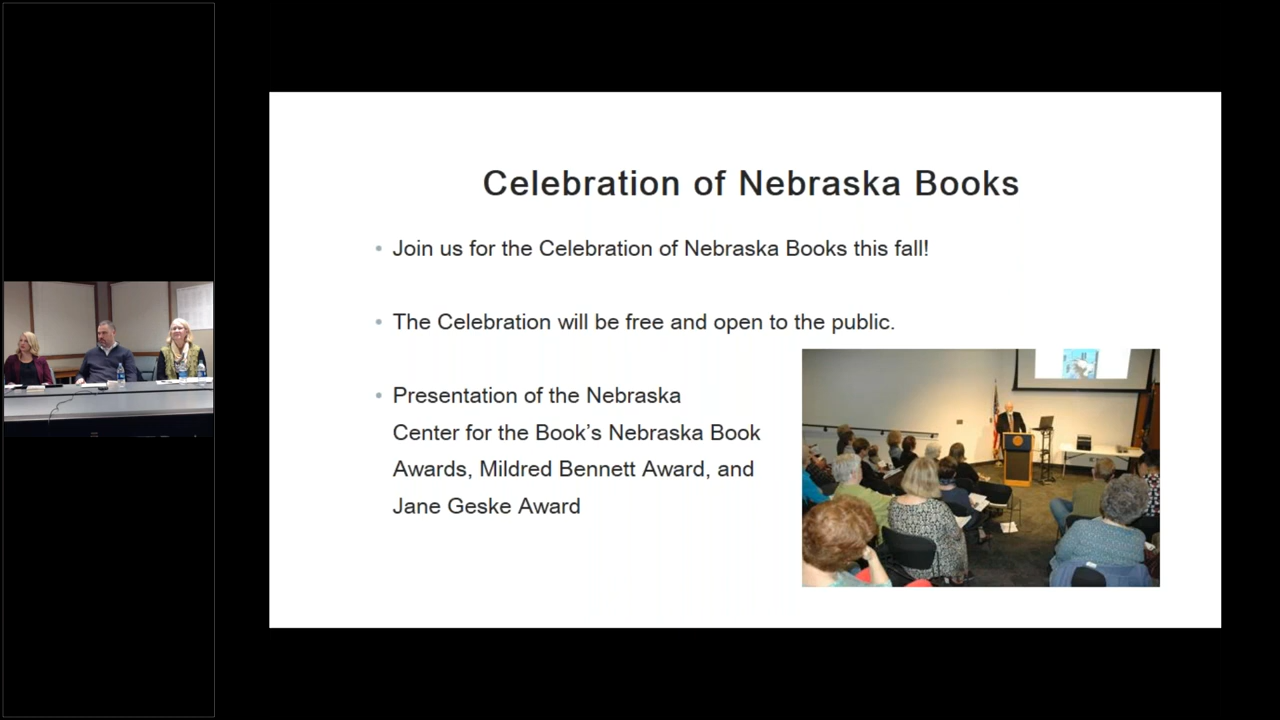 Celebration of Nebraska Books
• Join us for the Celebration of Nebraska Books this fall!
• The Celebration will be free and open to the public.
• Presentation of the Nebraska
Center for the Book’s Nebraska Book
Awards, Mildred Bennett Award, and
Jane Geske Award